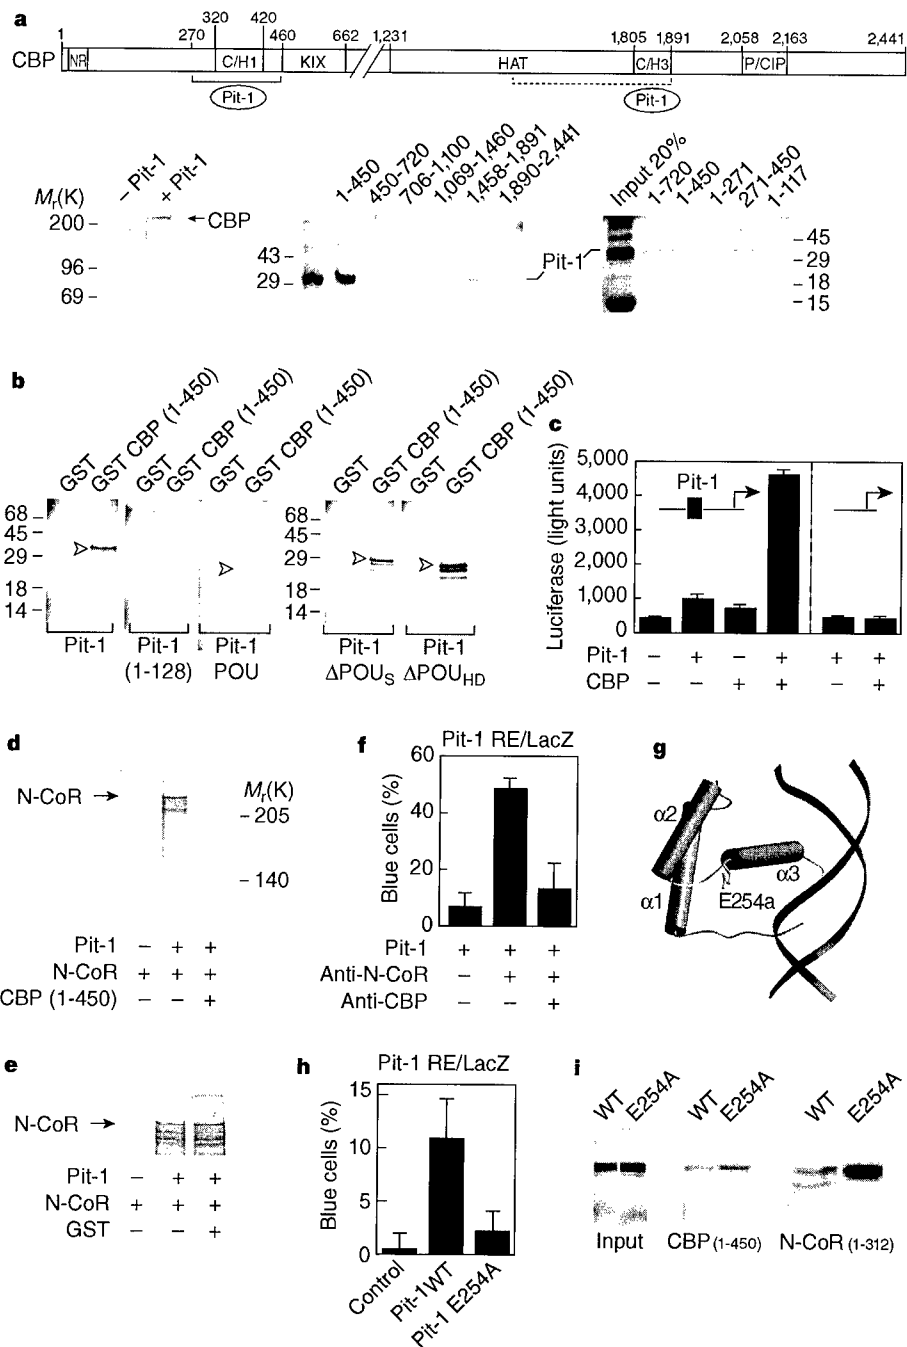 a
320 420
1 270 460 662 1,231 1,805 1,891 2,058 2,163 2,441
CBP NR C/H1 KIX HAT C/H3 P/CIP
Pit-1 Pit-1
– Pit-1
+ Pit-1
Mr(K)
200 –
←CBP
96 –
69 –
1-450
450-720
706-1,100
1,069-1,460
1,458-1,891
1,890-2,441
43 –
29 –
Pit-1
Input 20%
1-720
1-450
1-271
271-450
1-117
– 45
– 29
– 18
– 15
b
GST
GST CBP (1-450)
GST
GST CBP (1-450)
GST
GST CBP (1-450)
GST
GST CBP (1-450)
GST
GST CBP (1-450)
68 –
45 –
29 –
18 –
14 –
68 –
45 –
29 –
18 –
14 –
Pit-1
Pit-1
(1-128)
Pit-1
POU
Pit-1
ΔPOUS
Pit-1
ΔPOUHD
c
Luciferase (light units)
5,000
4,000
3,000
2,000
1,000
0
Pit-1
Pit-1 – + – + + +
CBP – – + + – +
d
N-CoR →
Mr(K)
– 205
– 140
Pit-1 – + +
N-CoR + + +
CBP (1-450) – – +
e
N-CoR →
Pit-1 – + +
N-CoR + + +
GST – – +
f
Pit-1 RE/LacZ
Blue cells (%)
60
40
20
0
Pit-1 + + +
Anti-N-CoR – + +
Anti-CBP – – +
g
α2
α3
α1
N
E254a
h
Pit-1 RE/LacZ
Blue cells (%)
15
10
5
0
Control
Pit-1WT
Pit-1 E254A
i
WT
E254A
WT
E254A
WT
E254A
Input CBP (1-450) N-CoR (1-312)